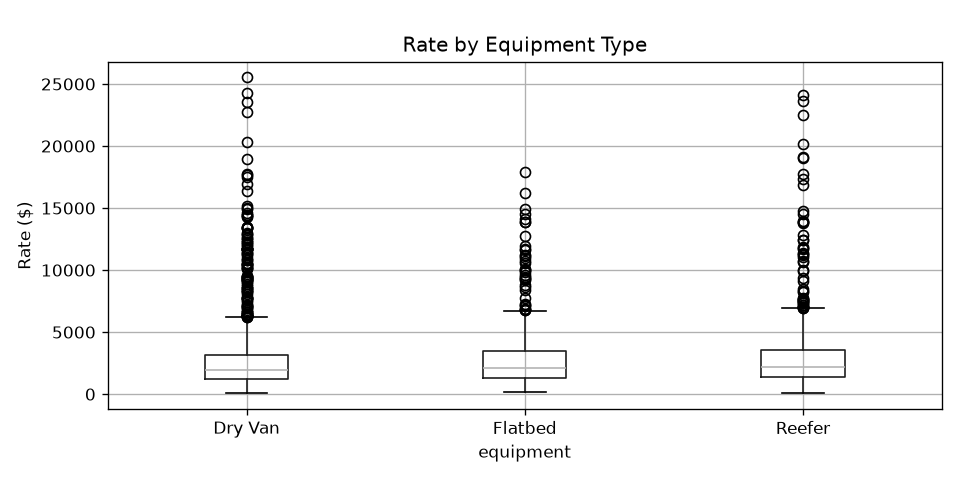 Rate by Equipment Type
25000
20000
15000
10000
5000
0
Rate ($)
Dry Van Flatbed Reefer
equipment